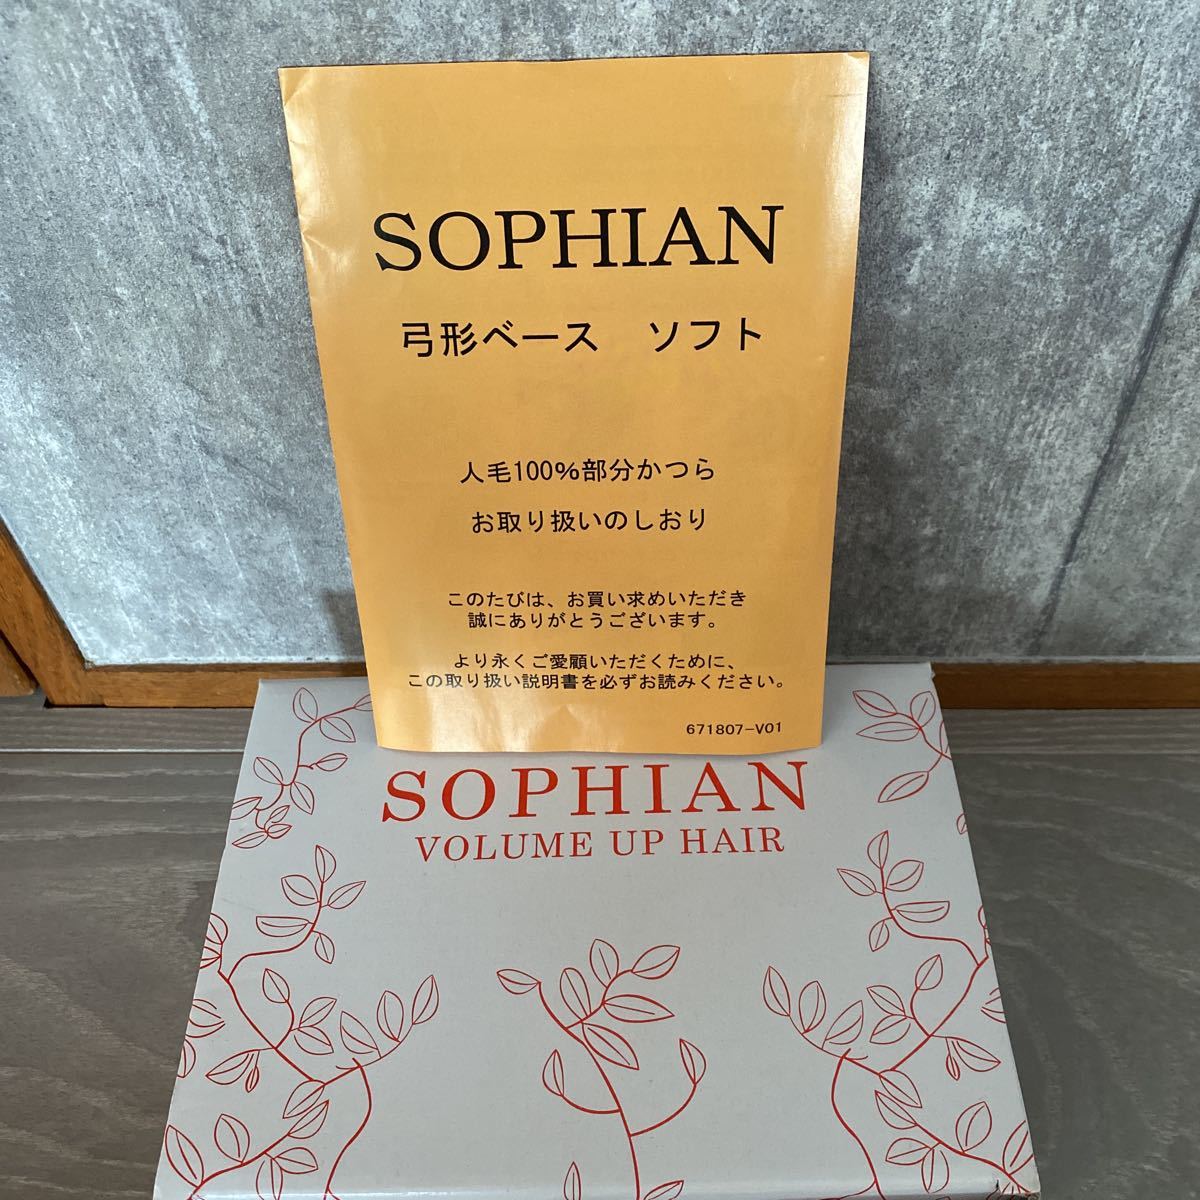 SOPHIAN
弓形ベース　ソフト
人毛100%部分かつら
お取り扱いのしおり
このたびは、お買い求めいただき
誠にありがとうございます。
より永くご愛顧いただくために、
この取り扱い説明書を必ずお読みください。
671807-V01
SOPHIAN
VOLUME UP HAIR